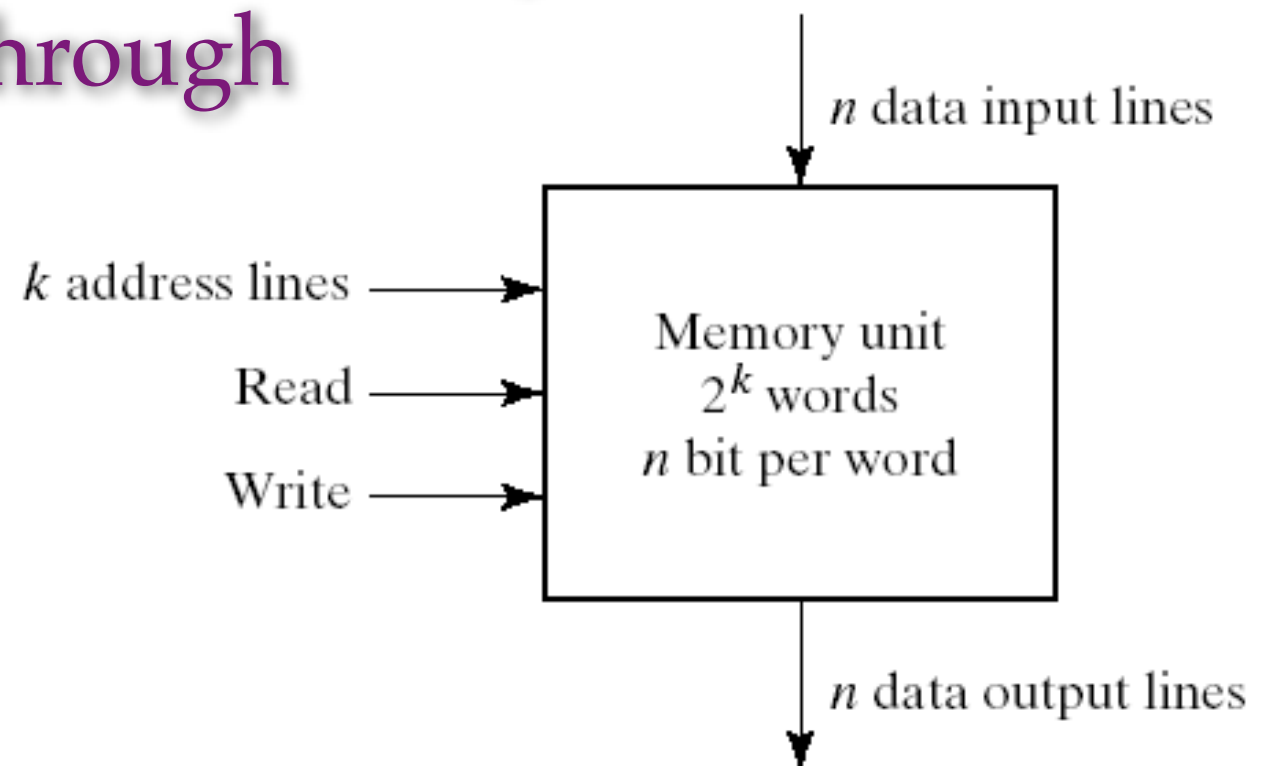 hrough
n data input lines
k address lines
Read
Write
Memory unit
2^k words
n bit per word
n data output lines